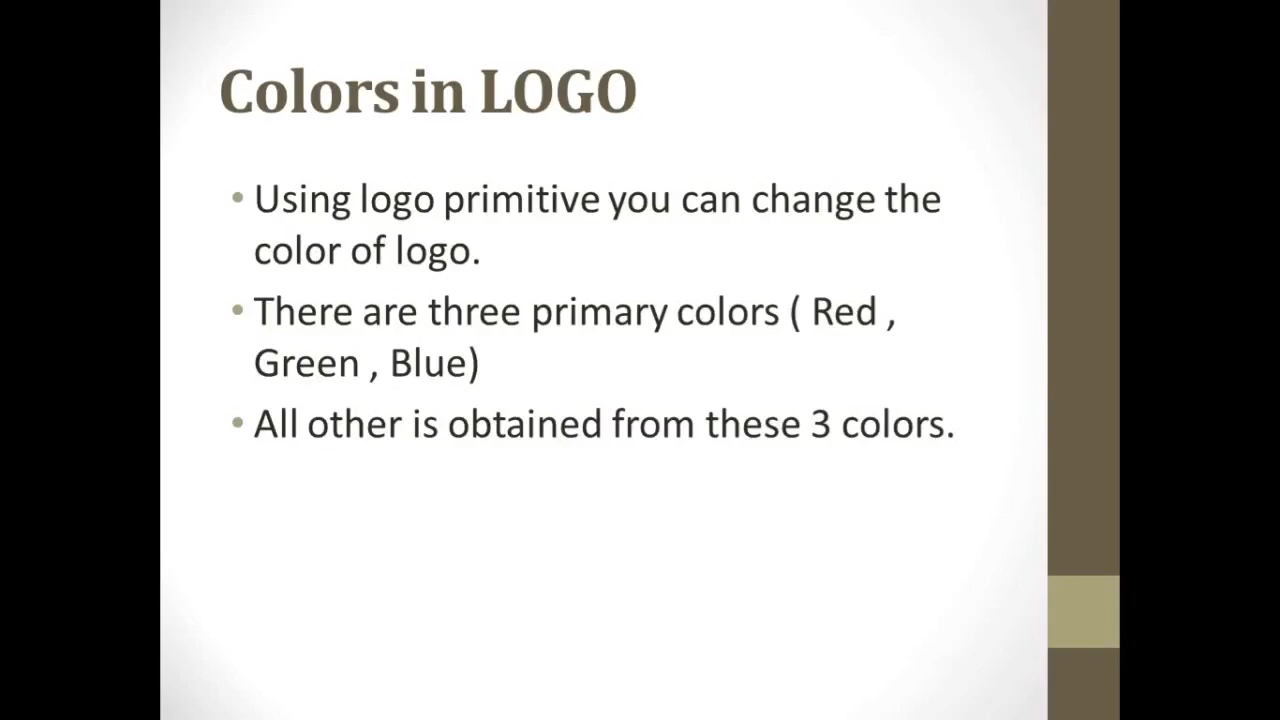 Colors in LOGO
• Using logo primitive you can change the
color of logo.
• There are three primary colors ( Red ,
Green , Blue)
• All other is obtained from these 3 colors.